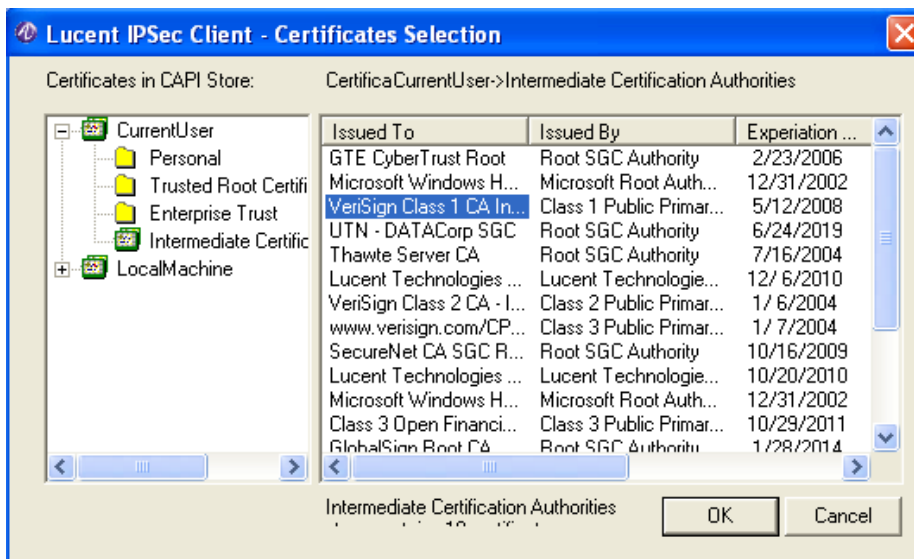 Lucent IPSec Client - Certificates Selection
Certificates in CAPI Store:
CertificaCurrentUser->Intermediate Certification Authorities
CurrentUser
Personal
Trusted Root Certifi
Enterprise Trust
Intermediate Certific
LocalMachine
Issued To Issued By Experiation ...
GTE CyberTrust Root Root SGC Authority 2/23/2006
Microsoft Windows H... Microsoft Root Auth... 12/31/2002
VeriSign Class 1 CA In... Class 1 Public Primar... 5/12/2008
UTN - DATACorp SGC Root SGC Authority 6/24/2019
Thawte Server CA Root SGC Authority 7/16/2004
Lucent Technologies ... Lucent Technologie... 12/ 6/2010
VeriSign Class 2 CA - I... Class 2 Public Primar... 1/ 6/2004
www.verisign.com/CP... Class 3 Public Primar... 1/ 7/2004
SecureNet CA SGC R... Root SGC Authority 10/16/2009
Lucent Technologies ... Lucent Technologie... 10/20/2010
Microsoft Windows H... Microsoft Root Auth... 12/31/2002
Class 3 Open Financi... Class 3 Public Primar... 10/29/2011
GlobalSign Root CA Root SGC Authority 1/28/2014
Intermediate Certification Authorities
OK Cancel